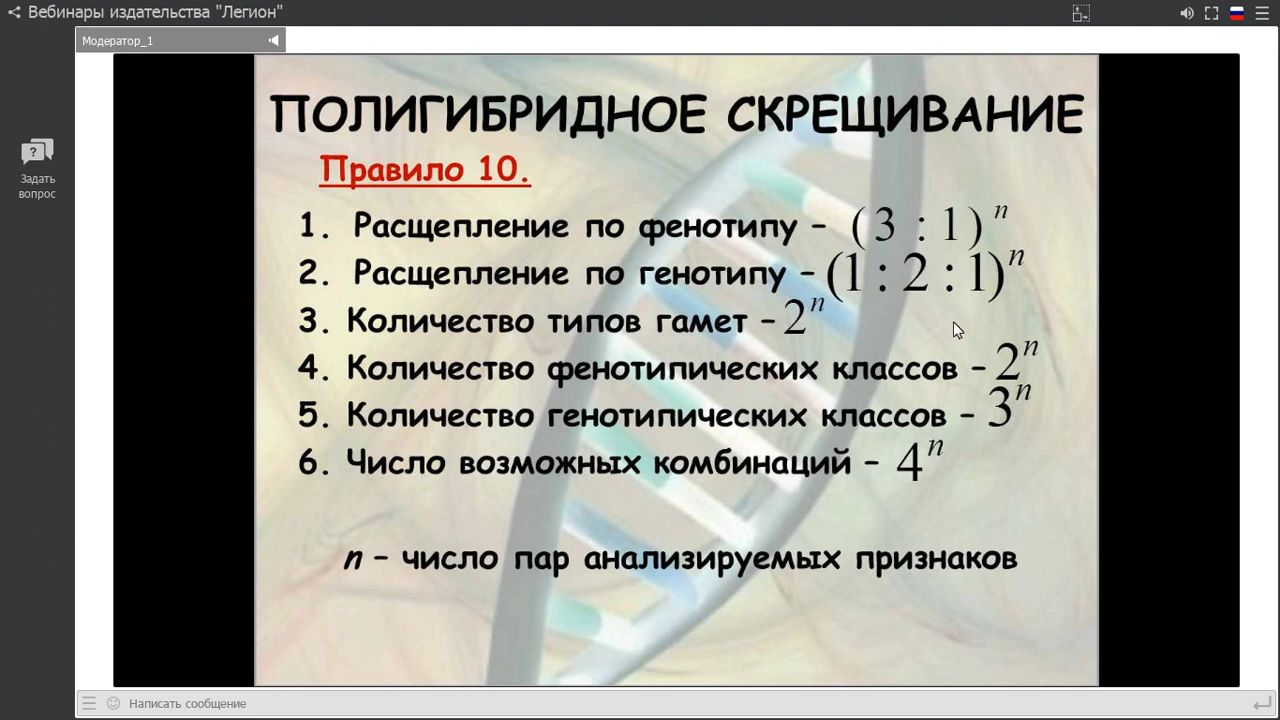 Вебинары издательства "Легион"
Модератор_1
Задать
вопрос
ПОЛИГИБРИДНОЕ СКРЕЩИВАНИЕ
Правило 10.
1. Расщепление по фенотипу – (3 : 1)ⁿ
2. Расщепление по генотипу – (1 : 2 : 1)ⁿ
3. Количество типов гамет – 2ⁿ
4. Количество фенотипических классов – 2ⁿ
5. Количество генотипических классов – 3ⁿ
6. Число возможных комбинаций – 4ⁿ
n – число пар анализируемых признаков
Написать сообщение